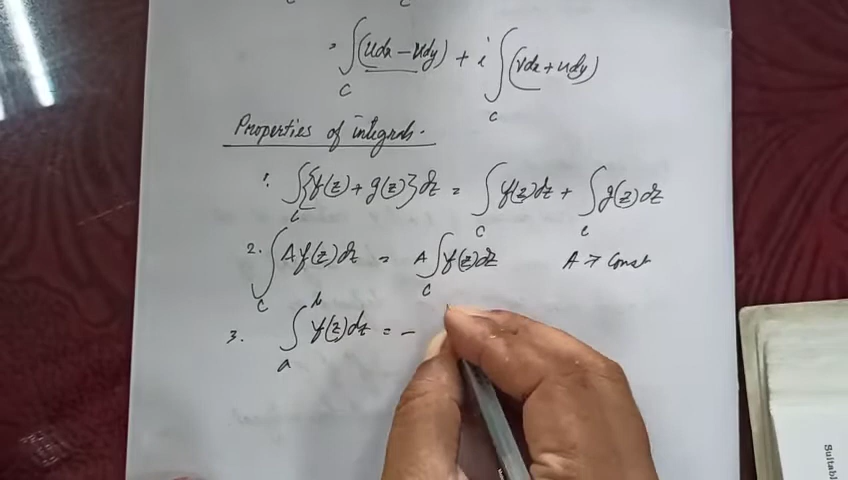 = ∫_C (udx - vdy) + i ∫_C (vdx + udy)
Properties of integrals.
1. ∫_C {f(z) + g(z)} dz = ∫_C f(z)dz + ∫_C g(z)dz
2. ∫_C A f(z)dz = A ∫_C f(z)dz A → Const
3. ∫_a^b f(z)dz = -
Suitabl